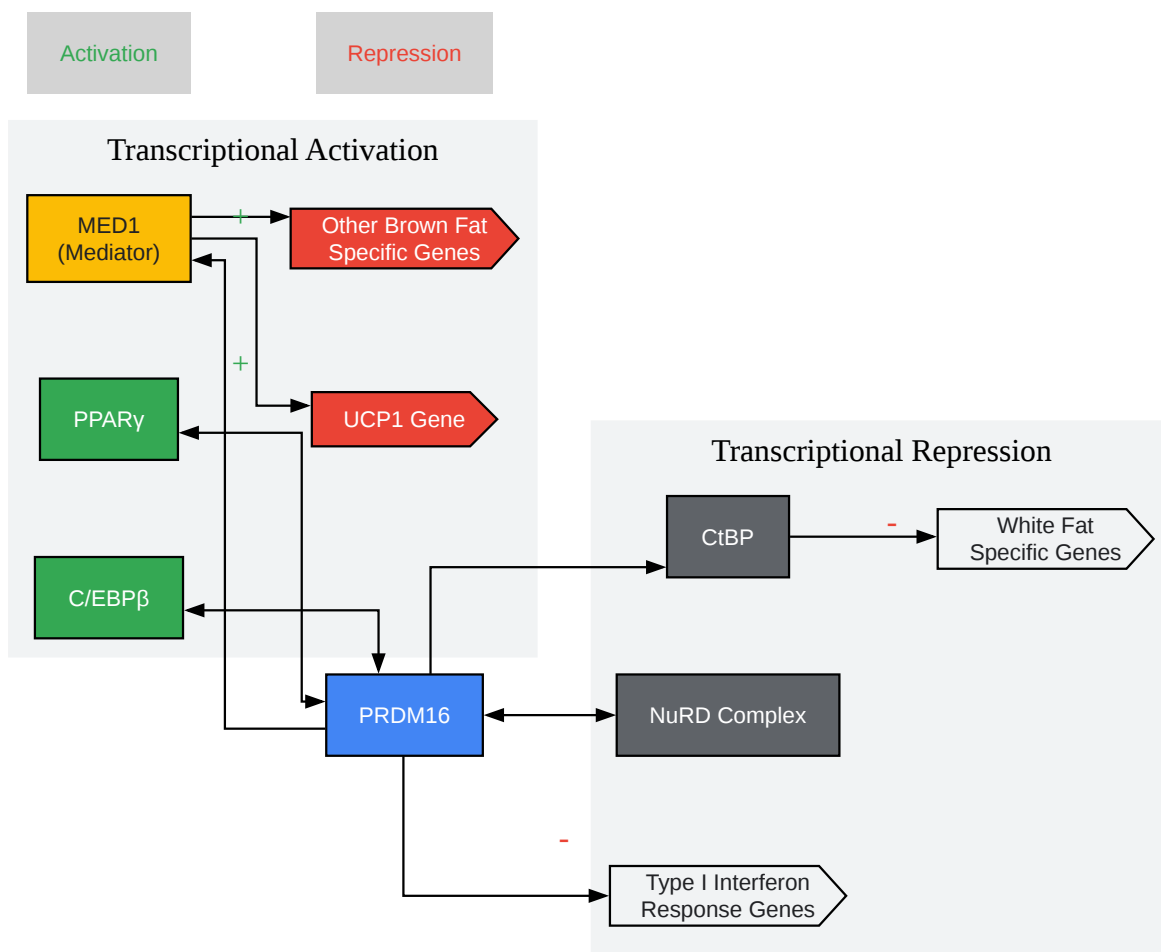 Activation
Repression
Transcriptional Activation
MED1
(Mediator)
+
Other Brown Fat
Specific Genes
+
PPARγ
UCP1 Gene
Transcriptional Repression
CtBP
-
White Fat
Specific Genes
C/EBPβ
PRDM16
NuRD Complex
-
Type I Interferon
Response Genes